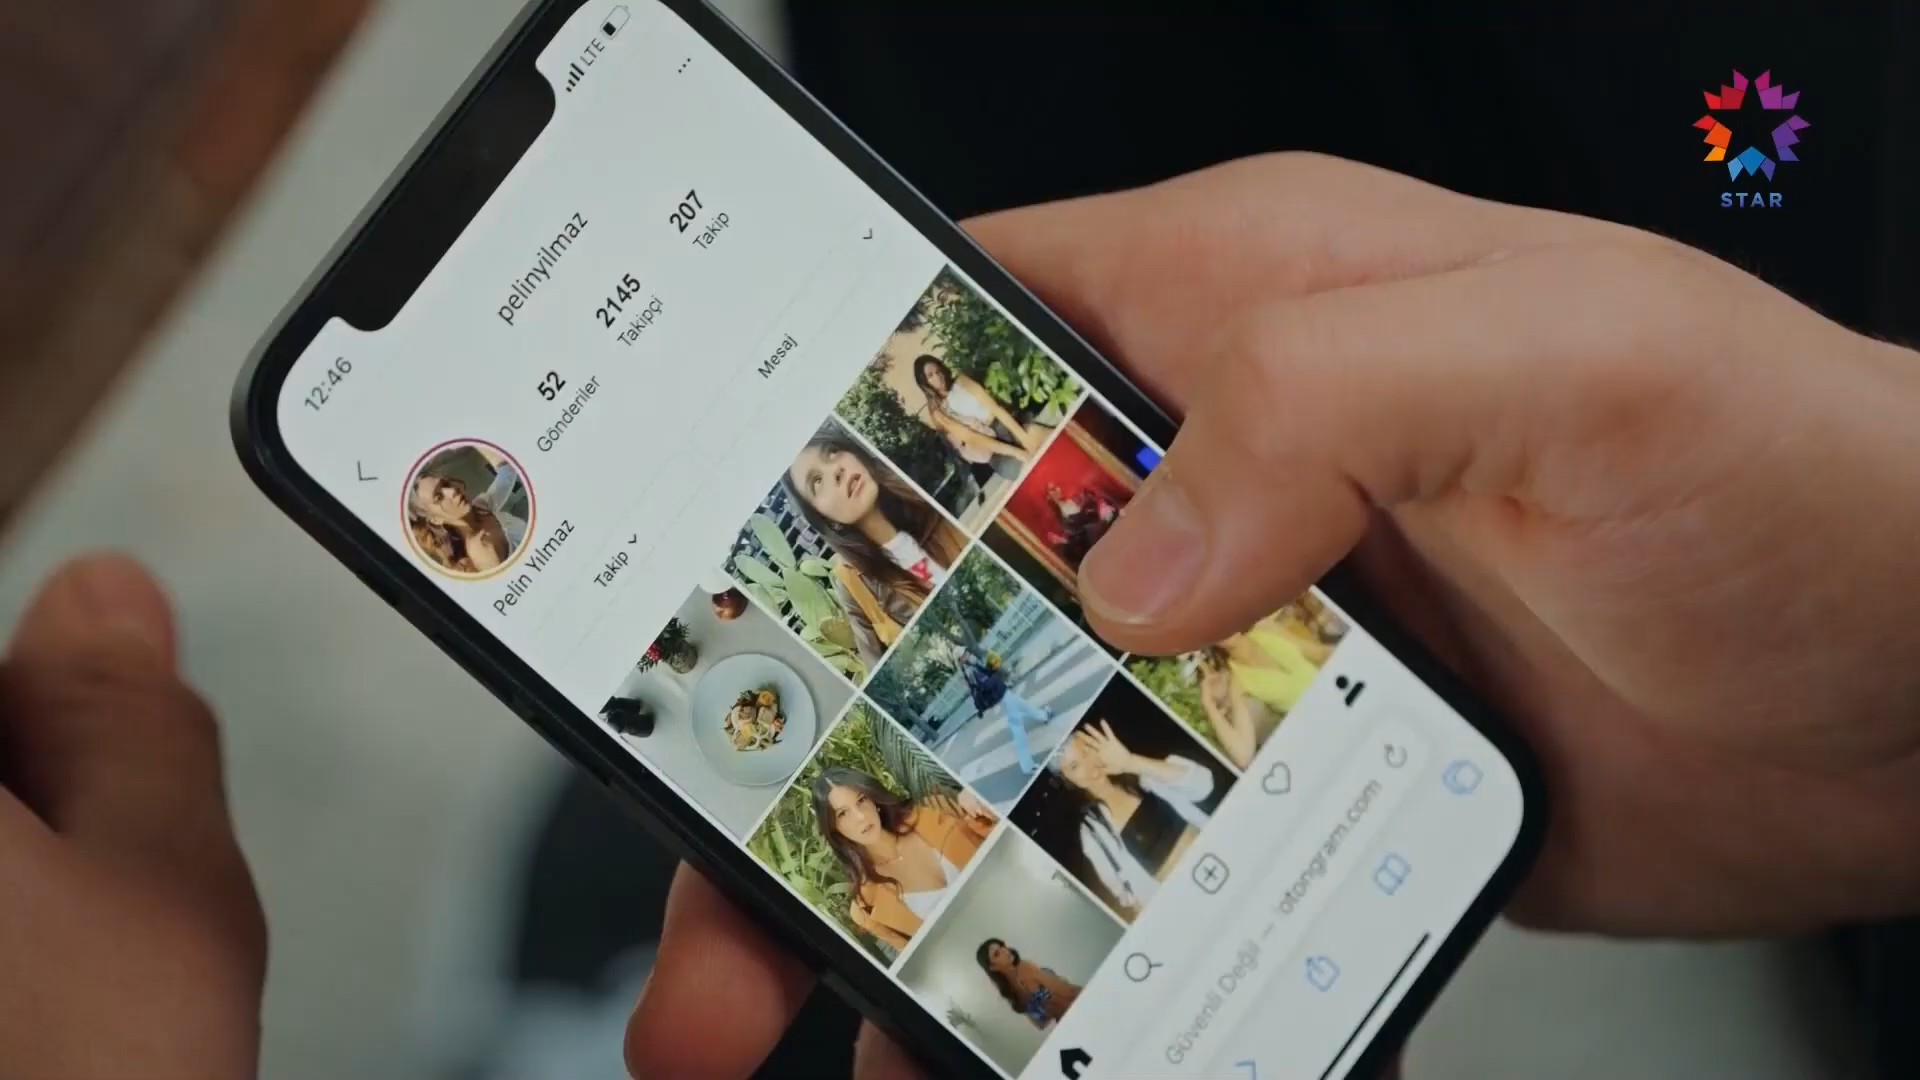 12:46
LTE
pelinyilmaz
52
Gönderiler
2145
Takipçi
207
Takip
Pelin Yılmaz
Takip
Mesaj
Güvenli Değil — otongram.com
STAR